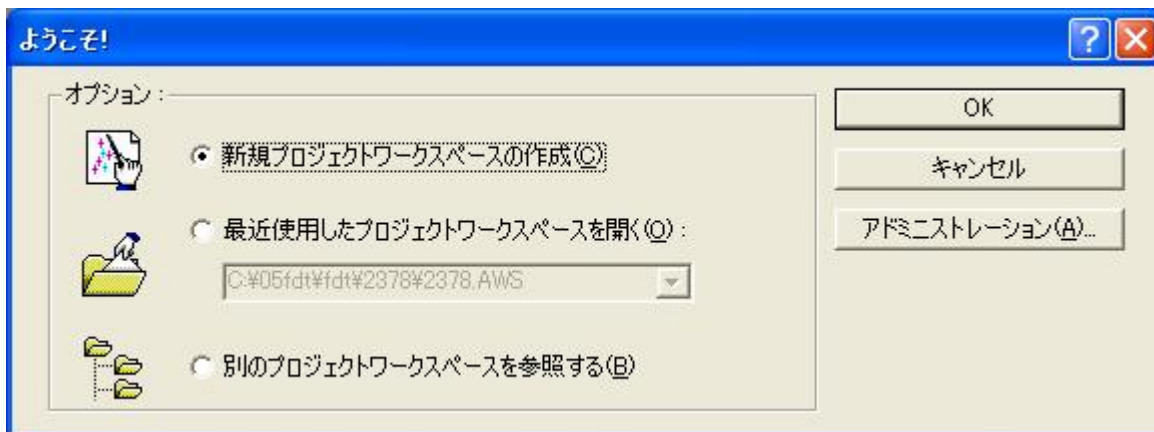 ようこそ!
オプション :
新規プロジェクトワークスペースの作成(C)
最近使用したプロジェクトワークスペースを開く(O) :
C:¥05fdt¥fdt¥2378¥2378.AWS
別のプロジェクトワークスペースを参照する(B)
OK
キャンセル
アドミニストレーション(A)...